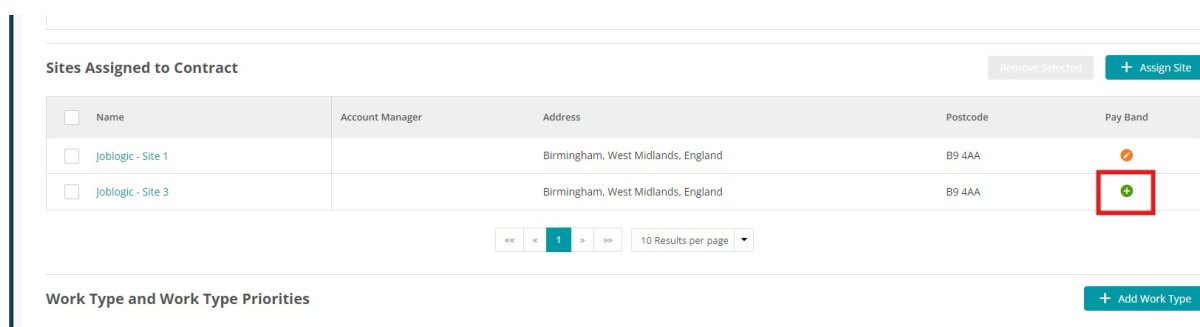 Sites Assigned to Contract
Remove Selected
+ Assign Site
Name Account Manager Address Postcode Pay Band
Joblogic - Site 1 Birmingham, West Midlands, England B9 4AA
Joblogic - Site 3 Birmingham, West Midlands, England B9 4AA
«« « 1 » »» 10 Results per page
Work Type and Work Type Priorities
+ Add Work Type